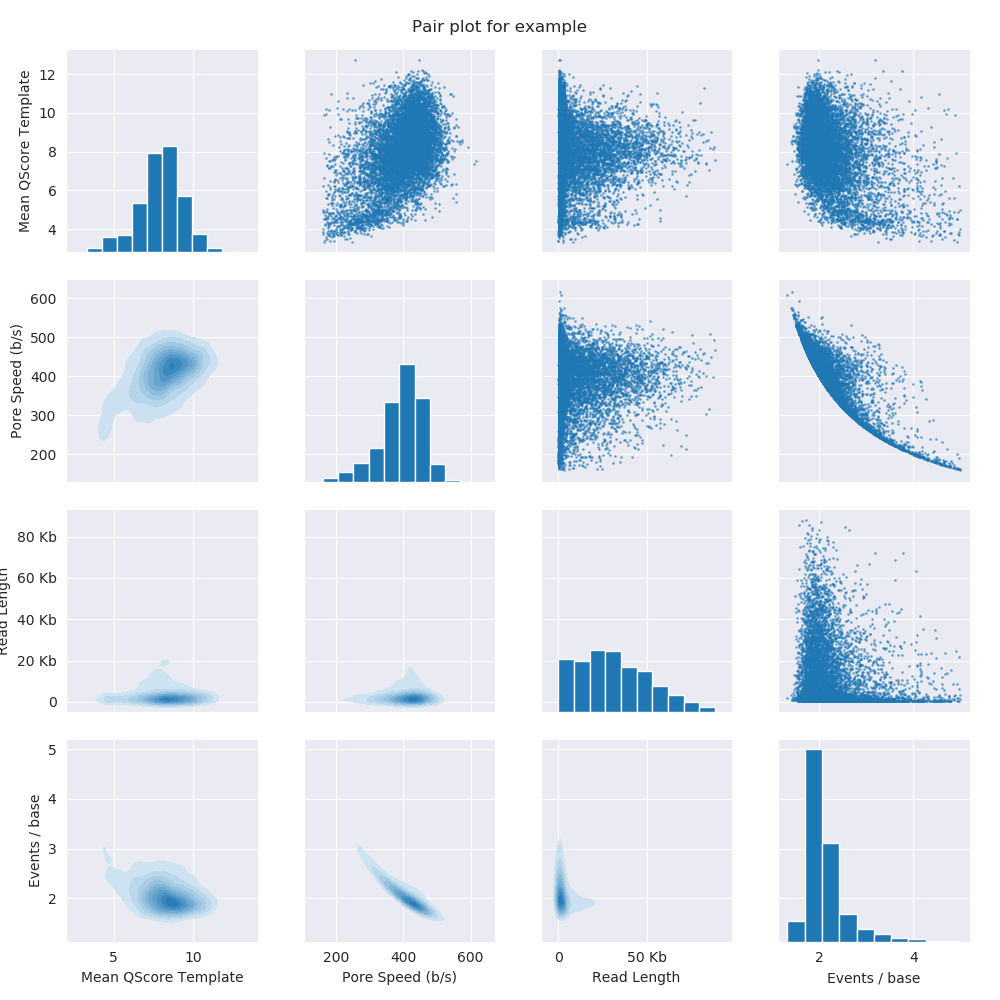 Pair plot for example
Mean QScore Template
12
10
8
6
4
Pore Speed (b/s)
600
500
400
300
200
Read Length
80 Kb
60 Kb
40 Kb
20 Kb
0
Events / base
5
4
3
2
5 10
200 400 600
0 50 Kb
2 4
Mean QScore Template
Pore Speed (b/s)
Read Length
Events / base